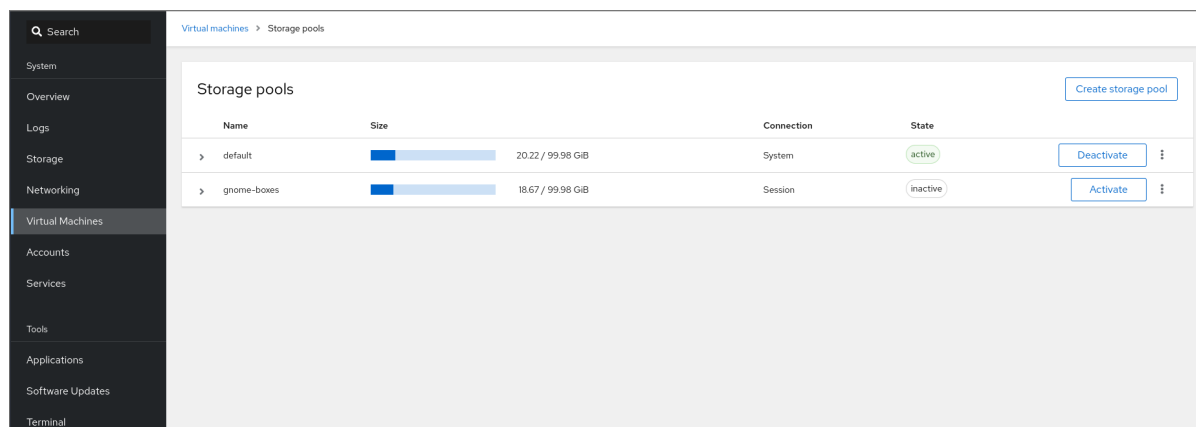 Search
System
Overview
Logs
Storage
Networking
Virtual Machines
Accounts
Services
Tools
Applications
Software Updates
Terminal
Virtual machines > Storage pools
Storage pools
Create storage pool
Name Size Connection State
default 20.22 / 99.98 GiB System active Deactivate
gnome-boxes 18.67 / 99.98 GiB Session inactive Activate